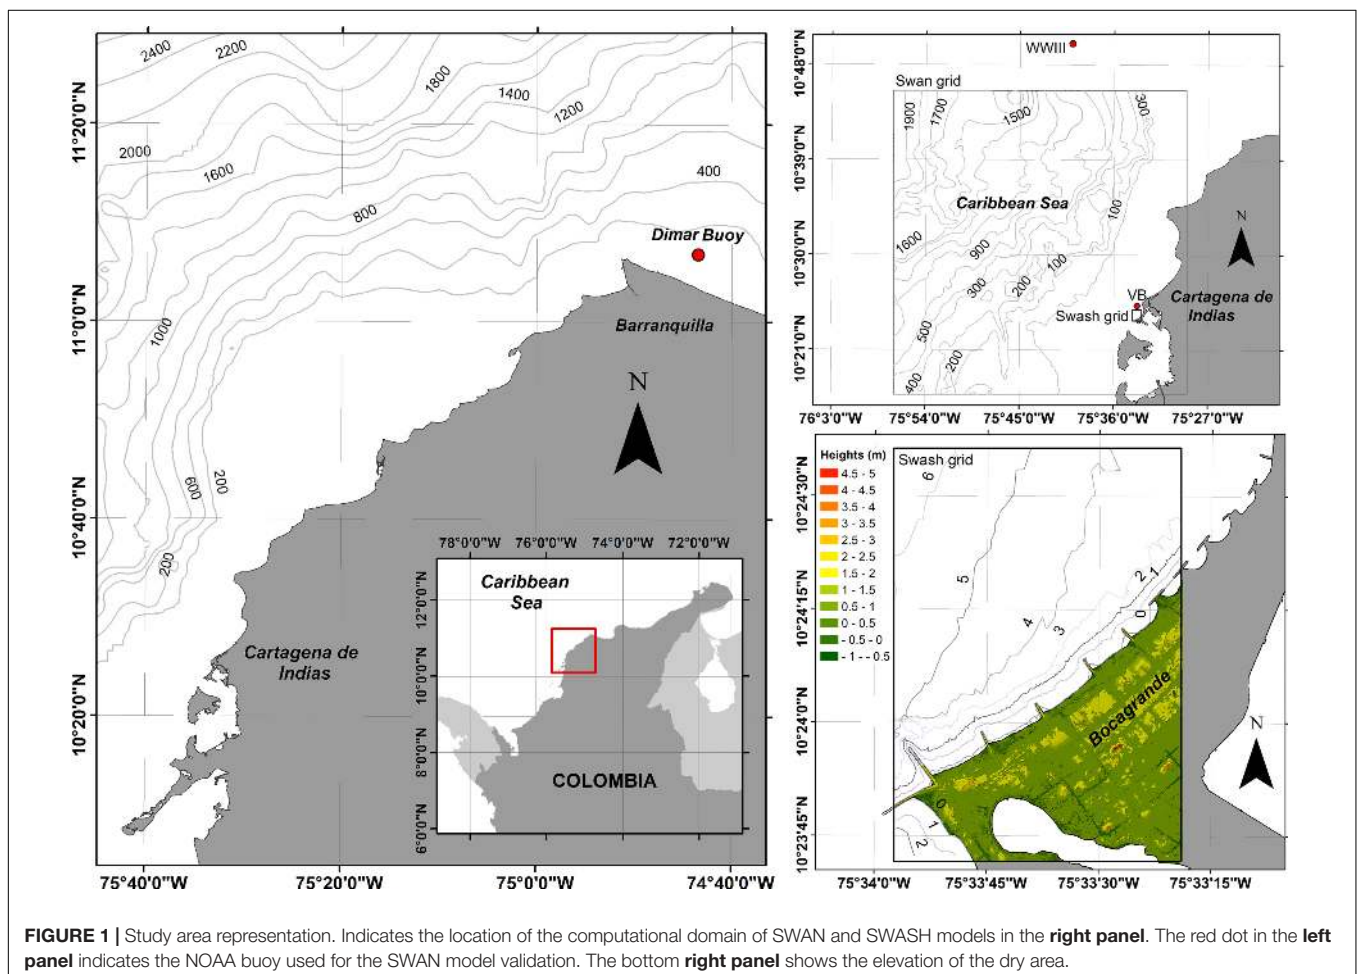 2400
2200
1800
1400
1200
2000
1600
400
800
1000
600
200
200
Dimar Buoy
Barranquilla
N
Cartagena de
Indias
11°20'0"N
11°0'0"N
10°40'0"N
10°20'0"N
75°40'0"W
75°20'0"W
75°0'0"W
74°40'0"W
78°0'0"W
76°0'0"W
74°0'0"W
72°0'0"W
12°0'0"N
10°0'0"N
8°0'0"N
6°0'0"N
Caribbean
Sea
COLOMBIA
WWIII
Swan grid
1900
1700
1500
300
Caribbean Sea
100
1600
900
100
300
200
500
200
400
VB
Swash grid
Cartagena de
Indias
N
10°48'0"N
10°39'0"N
10°30'0"N
10°21'0"N
76°3'0"W
75°54'0"W
75°45'0"W
75°36'0"W
75°27'0"W
Heights (m)
4.5 - 5
4 - 4.5
3.5 - 4
3 - 3.5
2.5 - 3
2 - 2.5
1.5 - 2
1 - 1.5
0.5 - 1
0 - 0.5
- 0.5 - 0
- 1 - - 0.5
Swash grid
6
5
4
3
2
1
0
Bocagrande
0
1
2
N
10°24'30"N
10°24'15"N
10°24'0"N
10°23'45"N
75°34'0"W
75°33'45"W
75°33'30"W
75°33'15"W
FIGURE 1 | Study area representation. Indicates the location of the computational domain of SWAN and SWASH models in the right panel. The red dot in the left
panel indicates the NOAA buoy used for the SWAN model validation. The bottom right panel shows the elevation of the dry area.